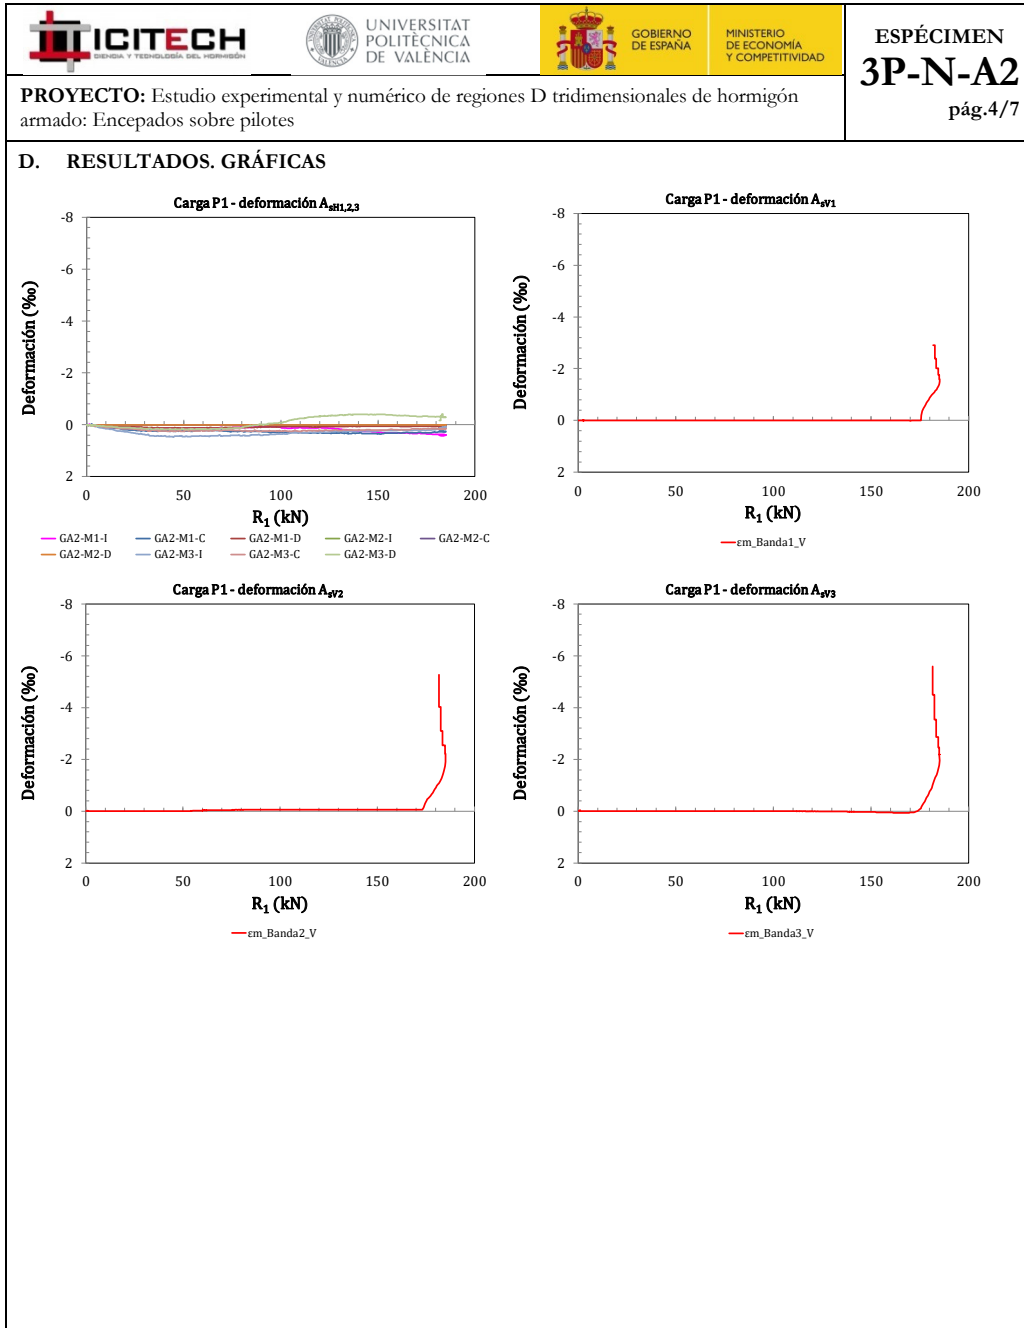 ICITECH
CIENCIA Y TECNOLOGÍA DEL HORMIGÓN
UNIVERSITAT
POLITÈCNICA
DE VALÈNCIA
GOBIERNO
DE ESPAÑA
MINISTERIO
DE ECONOMÍA
Y COMPETITIVIDAD
ESPÉCIMEN
3P-N-A2
pág.4/7
PROYECTO: Estudio experimental y numérico de regiones D tridimensionales de hormigón
armado: Encepados sobre pilotes
D. RESULTADOS. GRÁFICAS
Carga P1 - deformación AsH1,2,3
Deformación (‰)
-8
-6
-4
-2
0
2
0 50 100 150 200
R1 (kN)
GA2-M1-I GA2-M1-C GA2-M1-D GA2-M2-I GA2-M2-C
GA2-M2-D GA2-M3-I GA2-M3-C GA2-M3-D
Carga P1 - deformación AsV1
Deformación (‰)
-8
-6
-4
-2
0
2
0 50 100 150 200
R1 (kN)
εm_Banda1_V
Carga P1 - deformación AsV2
Deformación (‰)
-8
-6
-4
-2
0
2
0 50 100 150 200
R1 (kN)
εm_Banda2_V
Carga P1 - deformación AsV3
Deformación (‰)
-8
-6
-4
-2
0
2
0 50 100 150 200
R1 (kN)
εm_Banda3_V